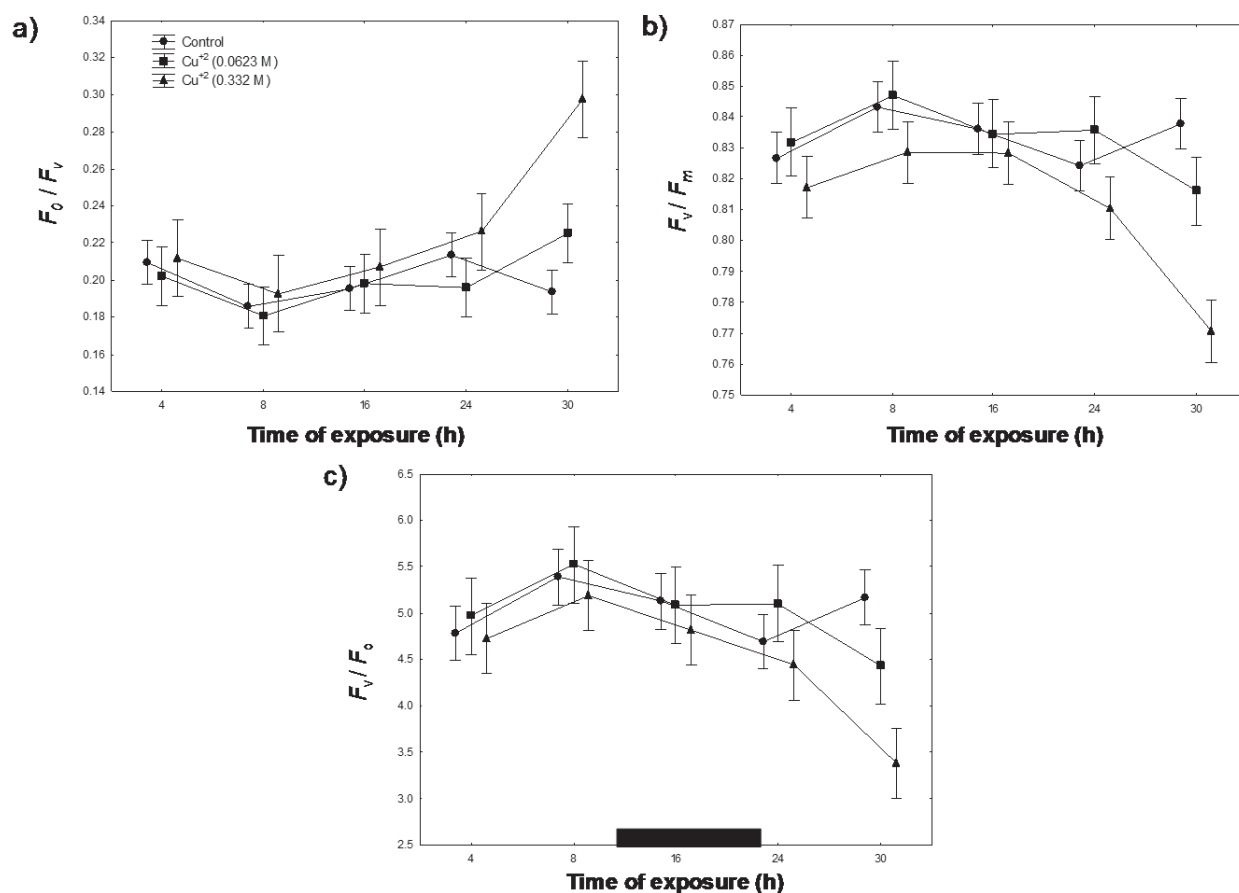 a)
0.34
0.32
0.30
0.28
0.26
0.24
0.22
0.20
0.18
0.16
0.14
F0 / Fv
Control
Cu+2 (0.0623 M)
Cu+2 (0.332 M)
4 8 16 24 30
Time of exposure (h)
b)
0.87
0.86
0.85
0.84
0.83
0.82
0.81
0.80
0.79
0.78
0.77
0.76
0.75
Fv / Fm
4 8 16 24 30
Time of exposure (h)
c)
6.5
6.0
5.5
5.0
4.5
4.0
3.5
3.0
2.5
Fv / Fo
4 8 16 24 30
Time of exposure (h)